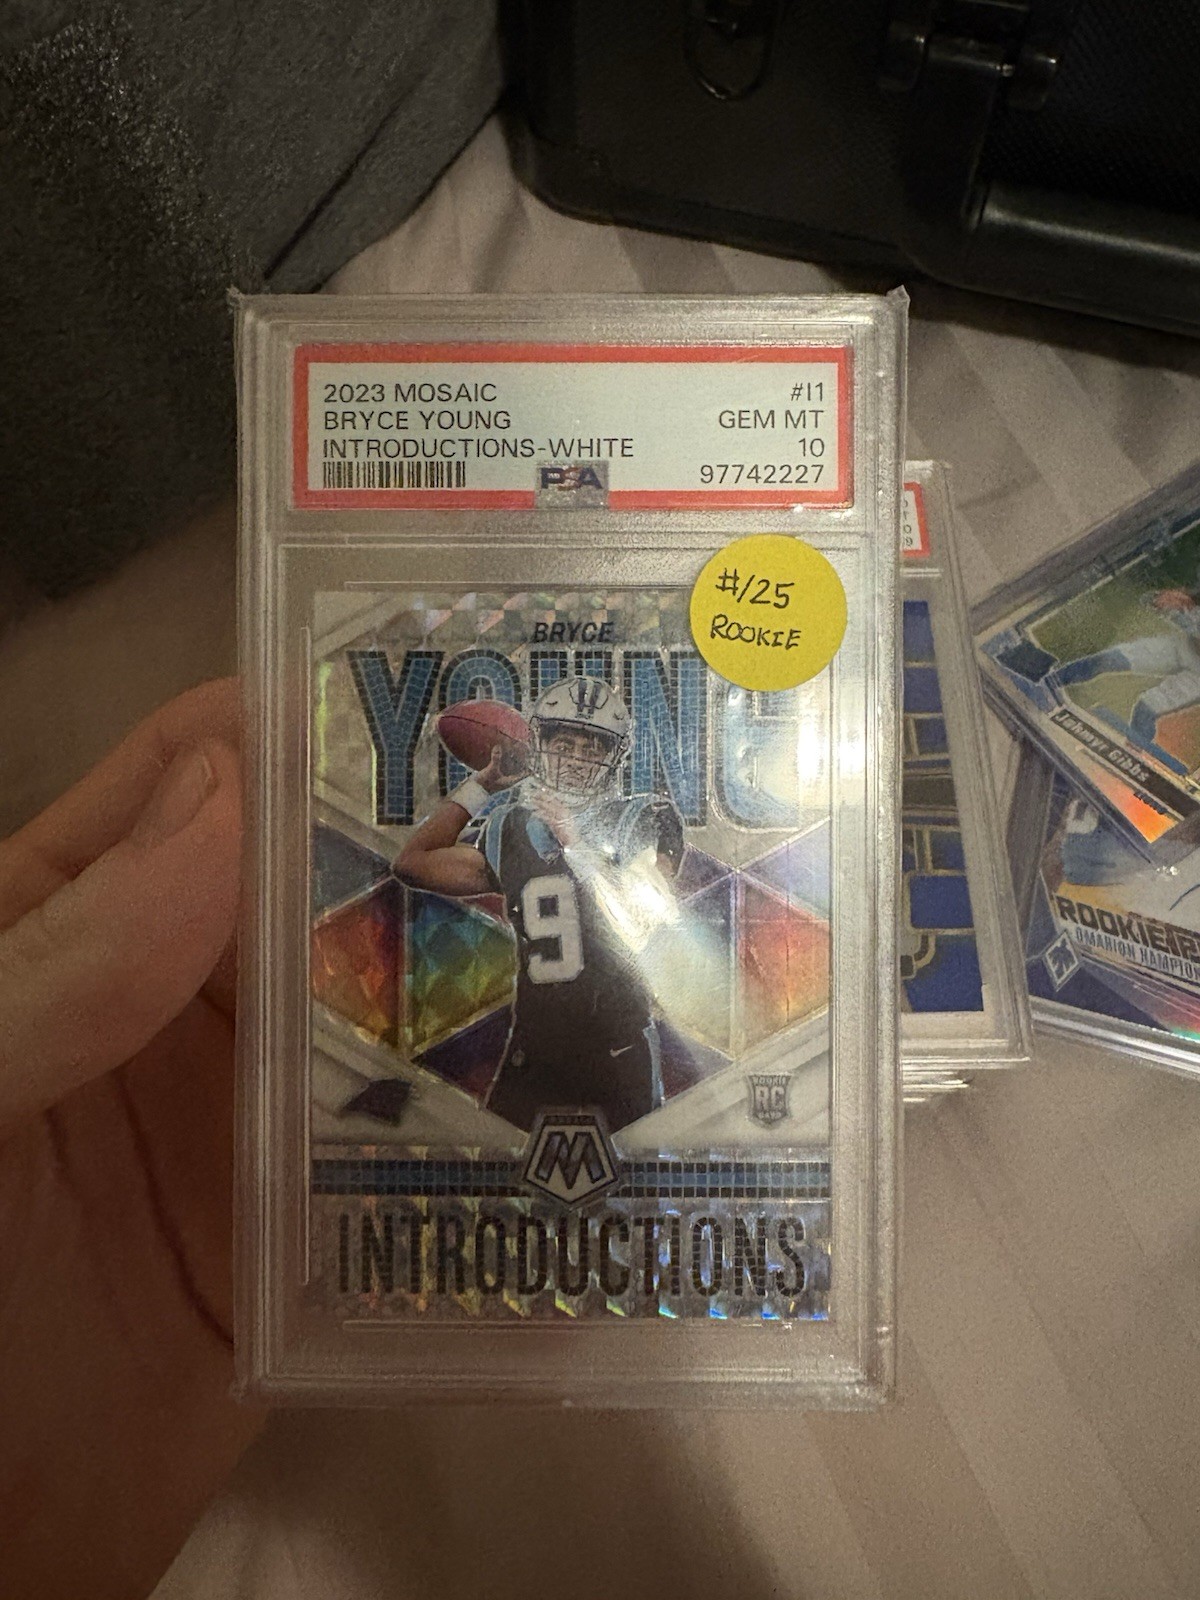 2023 MOSAIC #I1
BRYCE YOUNG GEM MT
INTRODUCTIONS-WHITE 10
PSA 97742227
#/25
ROOKIE
BRYCE
YOUNG
9
ROOKIE
RC
M
INTRODUCTIONS
Jahmyr Gibbs
ROOKIE
OMARION HAMPTON